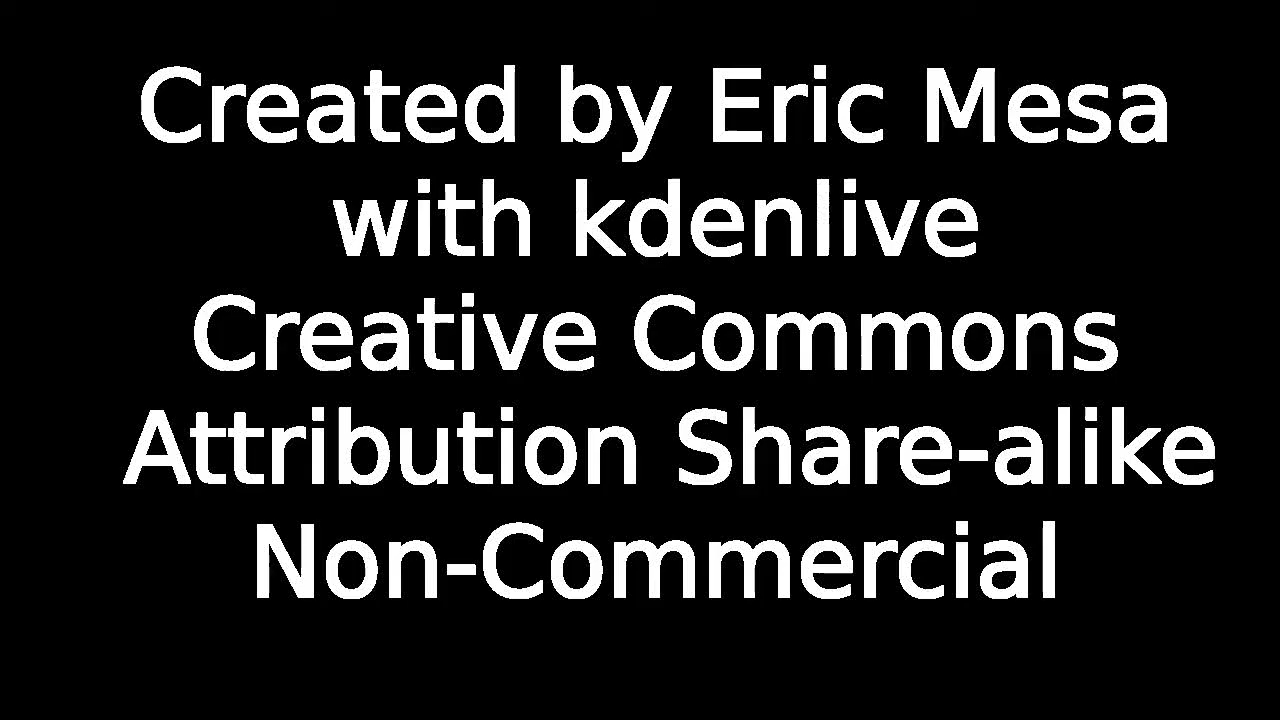 Created by Eric Mesa
with kdenlive
Creative Commons
Attribution Share-alike
Non-Commercial